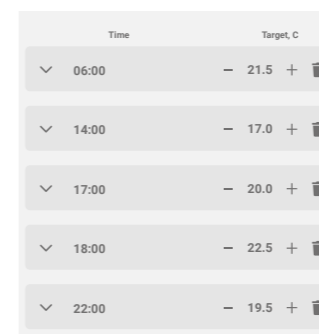 Time Target, C
06:00 − 21.5 +
14:00 − 17.0 +
17:00 − 20.0 +
18:00 − 22.5 +
22:00 − 19.5 +